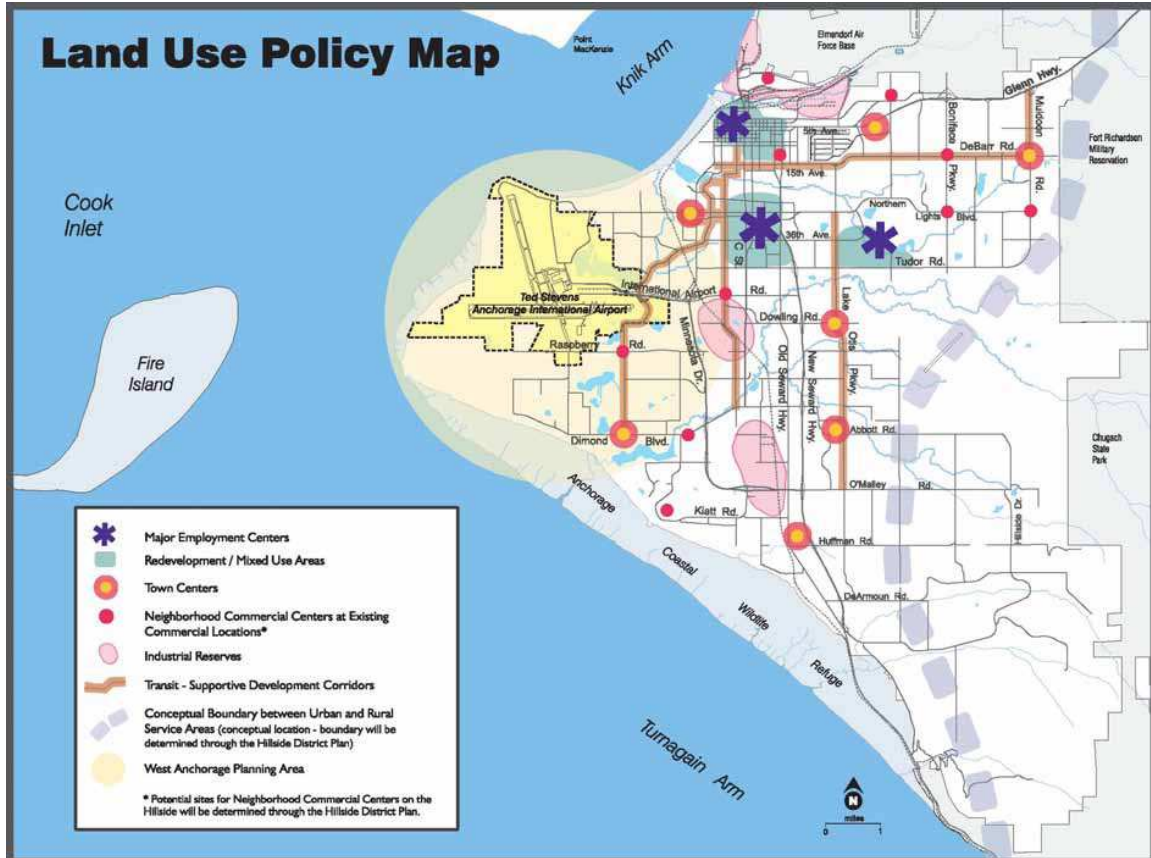 Land Use Policy Map
Point
MacKenzie
Knik Arm
Elmendorf Air
Force Base
Glenn Hwy.
Boniface
Pkwy.
Muldoon
Rd.
5th Ave.
DeBarr Rd.
15th Ave.
Fort Richardson
Military
Reservation
Cook
Inlet
Northern
Lights Blvd.
36th Ave.
C St.
Tudor Rd.
International Airport Rd.
Ted Stevens
Anchorage International Airport
Minnesota Dr.
Dowling Rd.
Lake
Otis
Pkwy.
Raspberry Rd.
Old Seward Hwy.
New Seward Hwy.
Fire
Island
Dimond Blvd.
Abbott Rd.
Chugach
State
Park
Anchorage
Coastal
Wildlife
Refuge
O'Malley Rd.
Klatt Rd.
Hillside Dr.
Huffman Rd.
DeArmoun Rd.
Turnagain Arm
Major Employment Centers
Redevelopment / Mixed Use Areas
Town Centers
Neighborhood Commercial Centers at Existing
Commercial Locations*
Industrial Reserves
Transit - Supportive Development Corridors
Conceptual Boundary between Urban and Rural
Service Areas (conceptual location - boundary will be
determined through the Hillside District Plan)
West Anchorage Planning Area
* Potential sites for Neighborhood Commercial Centers on the
Hillside will be determined through the Hillside District Plan.
N
miles
0 1